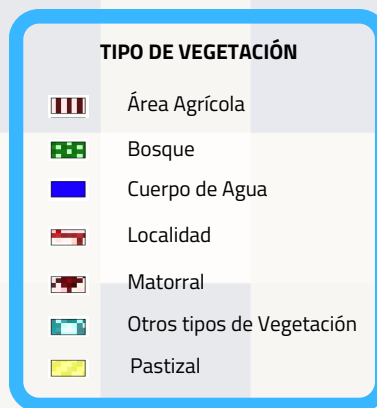 TIPO DE VEGETACIÓN
Área Agrícola
Bosque
Cuerpo de Agua
Localidad
Matorral
Otros tipos de Vegetación
Pastizal